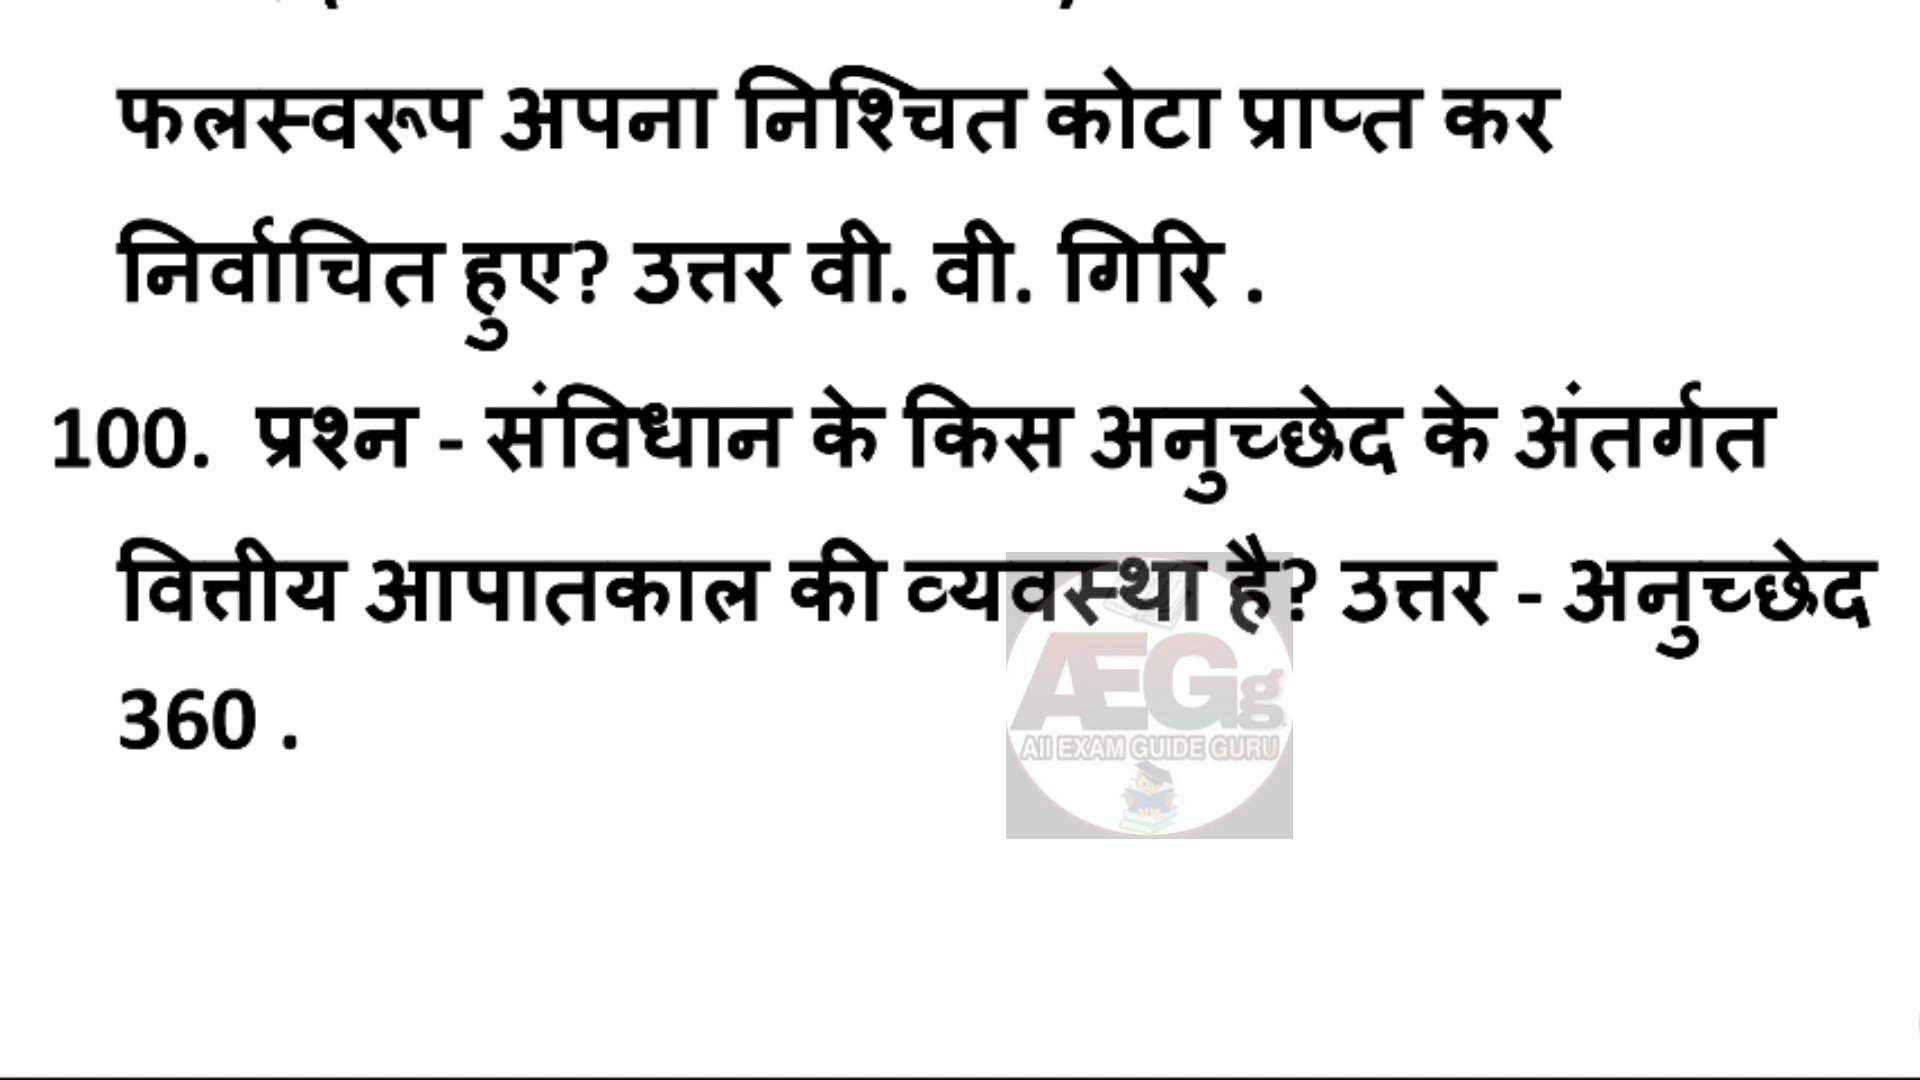 फलस्वरूप अपना निश्चित कोटा प्राप्त कर
निर्वाचित हुए? उत्तर वी. वी. गिरि .
100. प्रश्न - संविधान के किस अनुच्छेद के अंतर्गत
वित्तीय आपातकाल की व्यवस्था है? उत्तर - अनुच्छेद
360 .
ÆGg
All EXAM GUIDE GURU